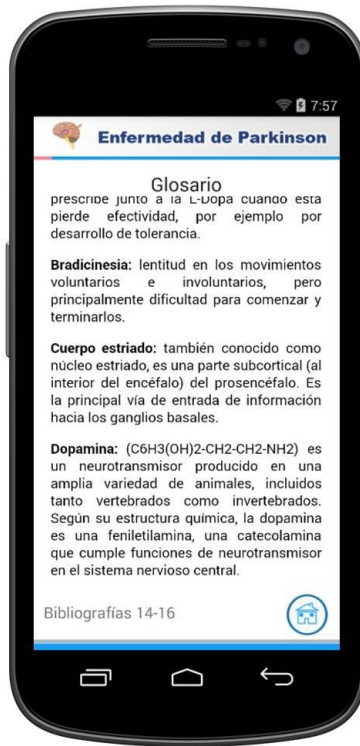 7:57
Enfermedad de Parkinson
Glosario
prescribe junto a la L-Dopa cuando esta
pierde efectividad, por ejemplo por
desarrollo de tolerancia.
Bradicinesia: lentitud en los movimientos
voluntarios e involuntarios, pero
principalmente dificultad para comenzar y
terminarlos.
Cuerpo estriado: también conocido como
núcleo estriado, es una parte subcortical (al
interior del encéfalo) del prosencéfalo. Es
la principal vía de entrada de información
hacia los ganglios basales.
Dopamina: (C6H3(OH)2-CH2-CH2-NH2) es
un neurotransmisor producido en una
amplia variedad de animales, incluidos
tanto vertebrados como invertebrados.
Según su estructura química, la dopamina
es una feniletilamina, una catecolamina
que cumple funciones de neurotransmisor
en el sistema nervioso central.
Bibliografías 14-16